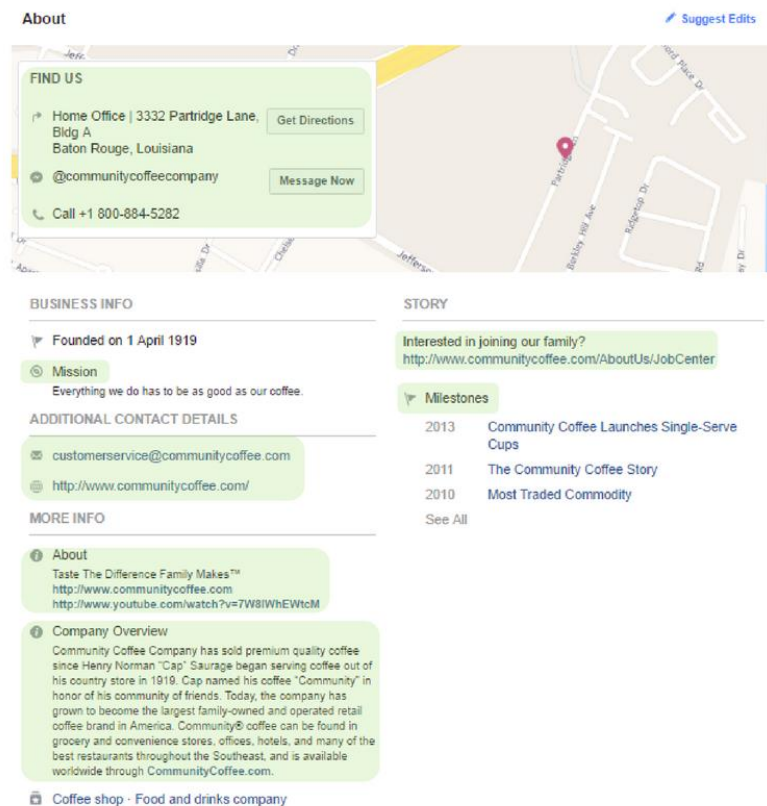 About
Suggest Edits
FIND US
Home Office | 3332 Partridge Lane,
Bldg A
Baton Rouge, Louisiana
Get Directions
@communitycoffeecompany
Message Now
Call +1 800-884-5282
Partridge Ln
Berkley Hill Ave
Ridgetop Dr
Jefferso
BUSINESS INFO
Founded on 1 April 1919
Mission
Everything we do has to be as good as our coffee.
ADDITIONAL CONTACT DETAILS
customerservice@communitycoffee.com
http://www.communitycoffee.com/
MORE INFO
About
Taste The Difference Family Makes™
http://www.communitycoffee.com
http://www.youtube.com/watch?v=7W8IWhEWtcM
Company Overview
Community Coffee Company has sold premium quality coffee
since Henry Norman "Cap" Saurage began serving coffee out of
his country store in 1919. Cap named his coffee "Community" in
honor of his community of friends. Today, the company has
grown to become the largest family-owned and operated retail
coffee brand in America. Community® coffee can be found in
grocery and convenience stores, offices, hotels, and many of the
best restaurants throughout the Southeast, and is available
worldwide through CommunityCoffee.com.
Coffee shop · Food and drinks company
STORY
Interested in joining our family?
http://www.communitycoffee.com/AboutUs/JobCenter
Milestones
2013 Community Coffee Launches Single-Serve
Cups
2011 The Community Coffee Story
2010 Most Traded Commodity
See All